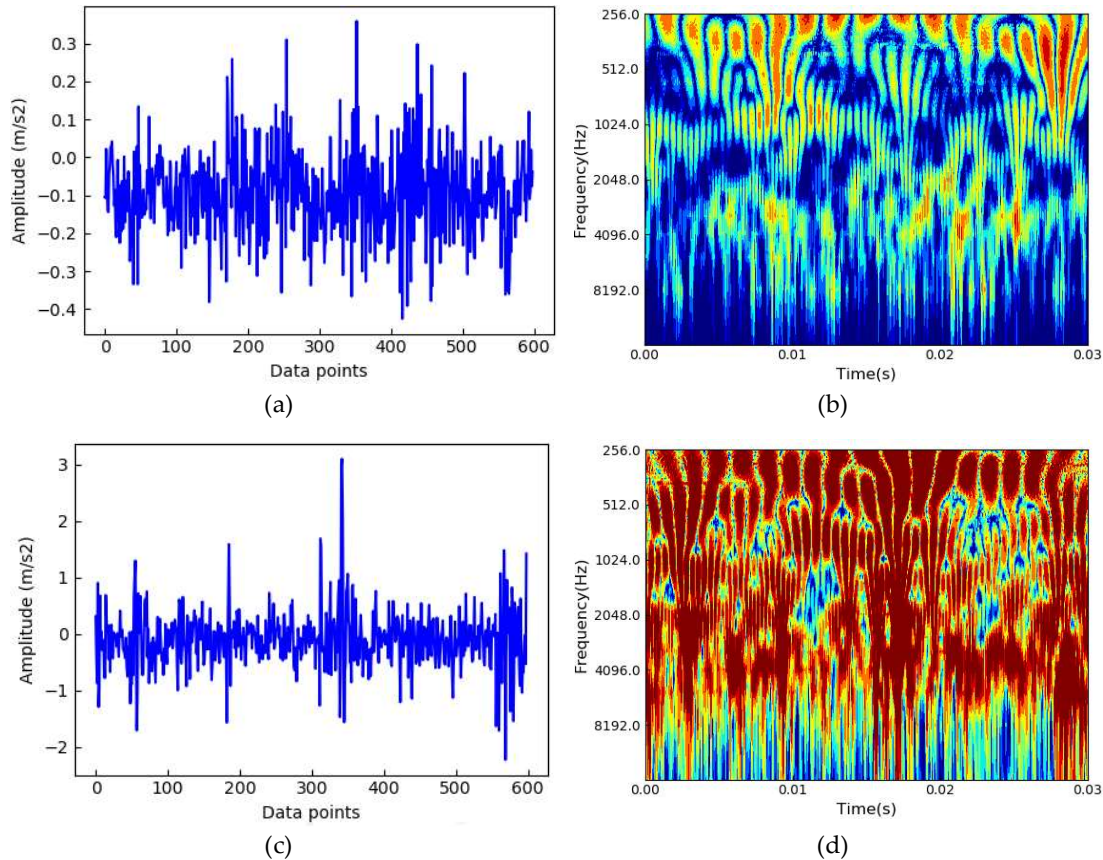 0.3
0.2
0.1
0.0
−0.1
−0.2
−0.3
−0.4
Amplitude (m/s2)
0 100 200 300 400 500 600
Data points
(a)
256.0
512.0
1024.0
2048.0
4096.0
8192.0
Frequency(Hz)
0.00 0.01 0.02 0.03
Time(s)
(b)
3
2
1
0
−1
−2
Amplitude (m/s2)
0 100 200 300 400 500 600
Data points
(c)
256.0
512.0
1024.0
2048.0
4096.0
8192.0
Frequency(Hz)
0.00 0.01 0.02 0.03
Time(s)
(d)